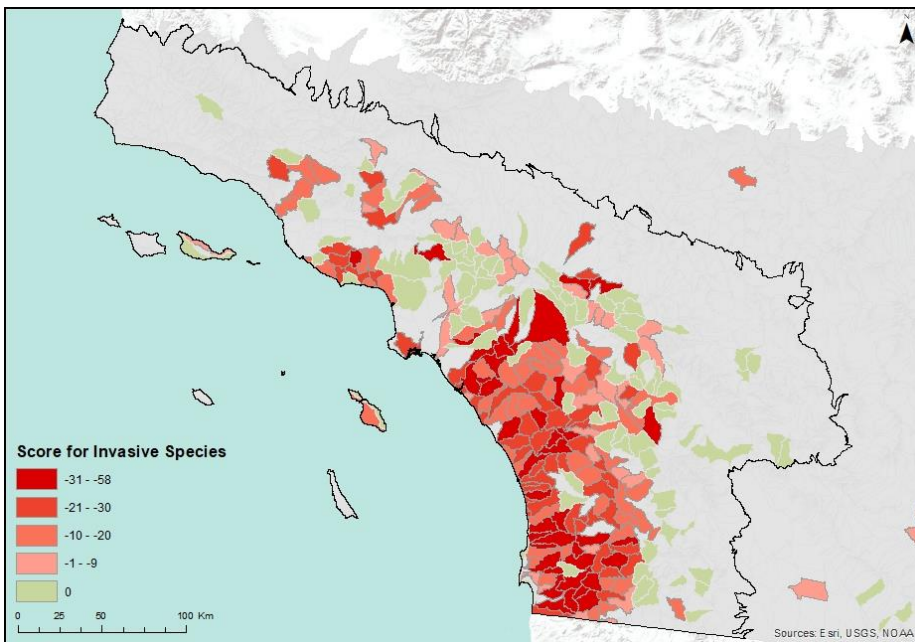 N
Score for Invasive Species
-31 - -58
-21 - -30
-10 - -20
-1 - -9
0
0 25 50 100 Km
Sources: Esri, USGS, NOAA